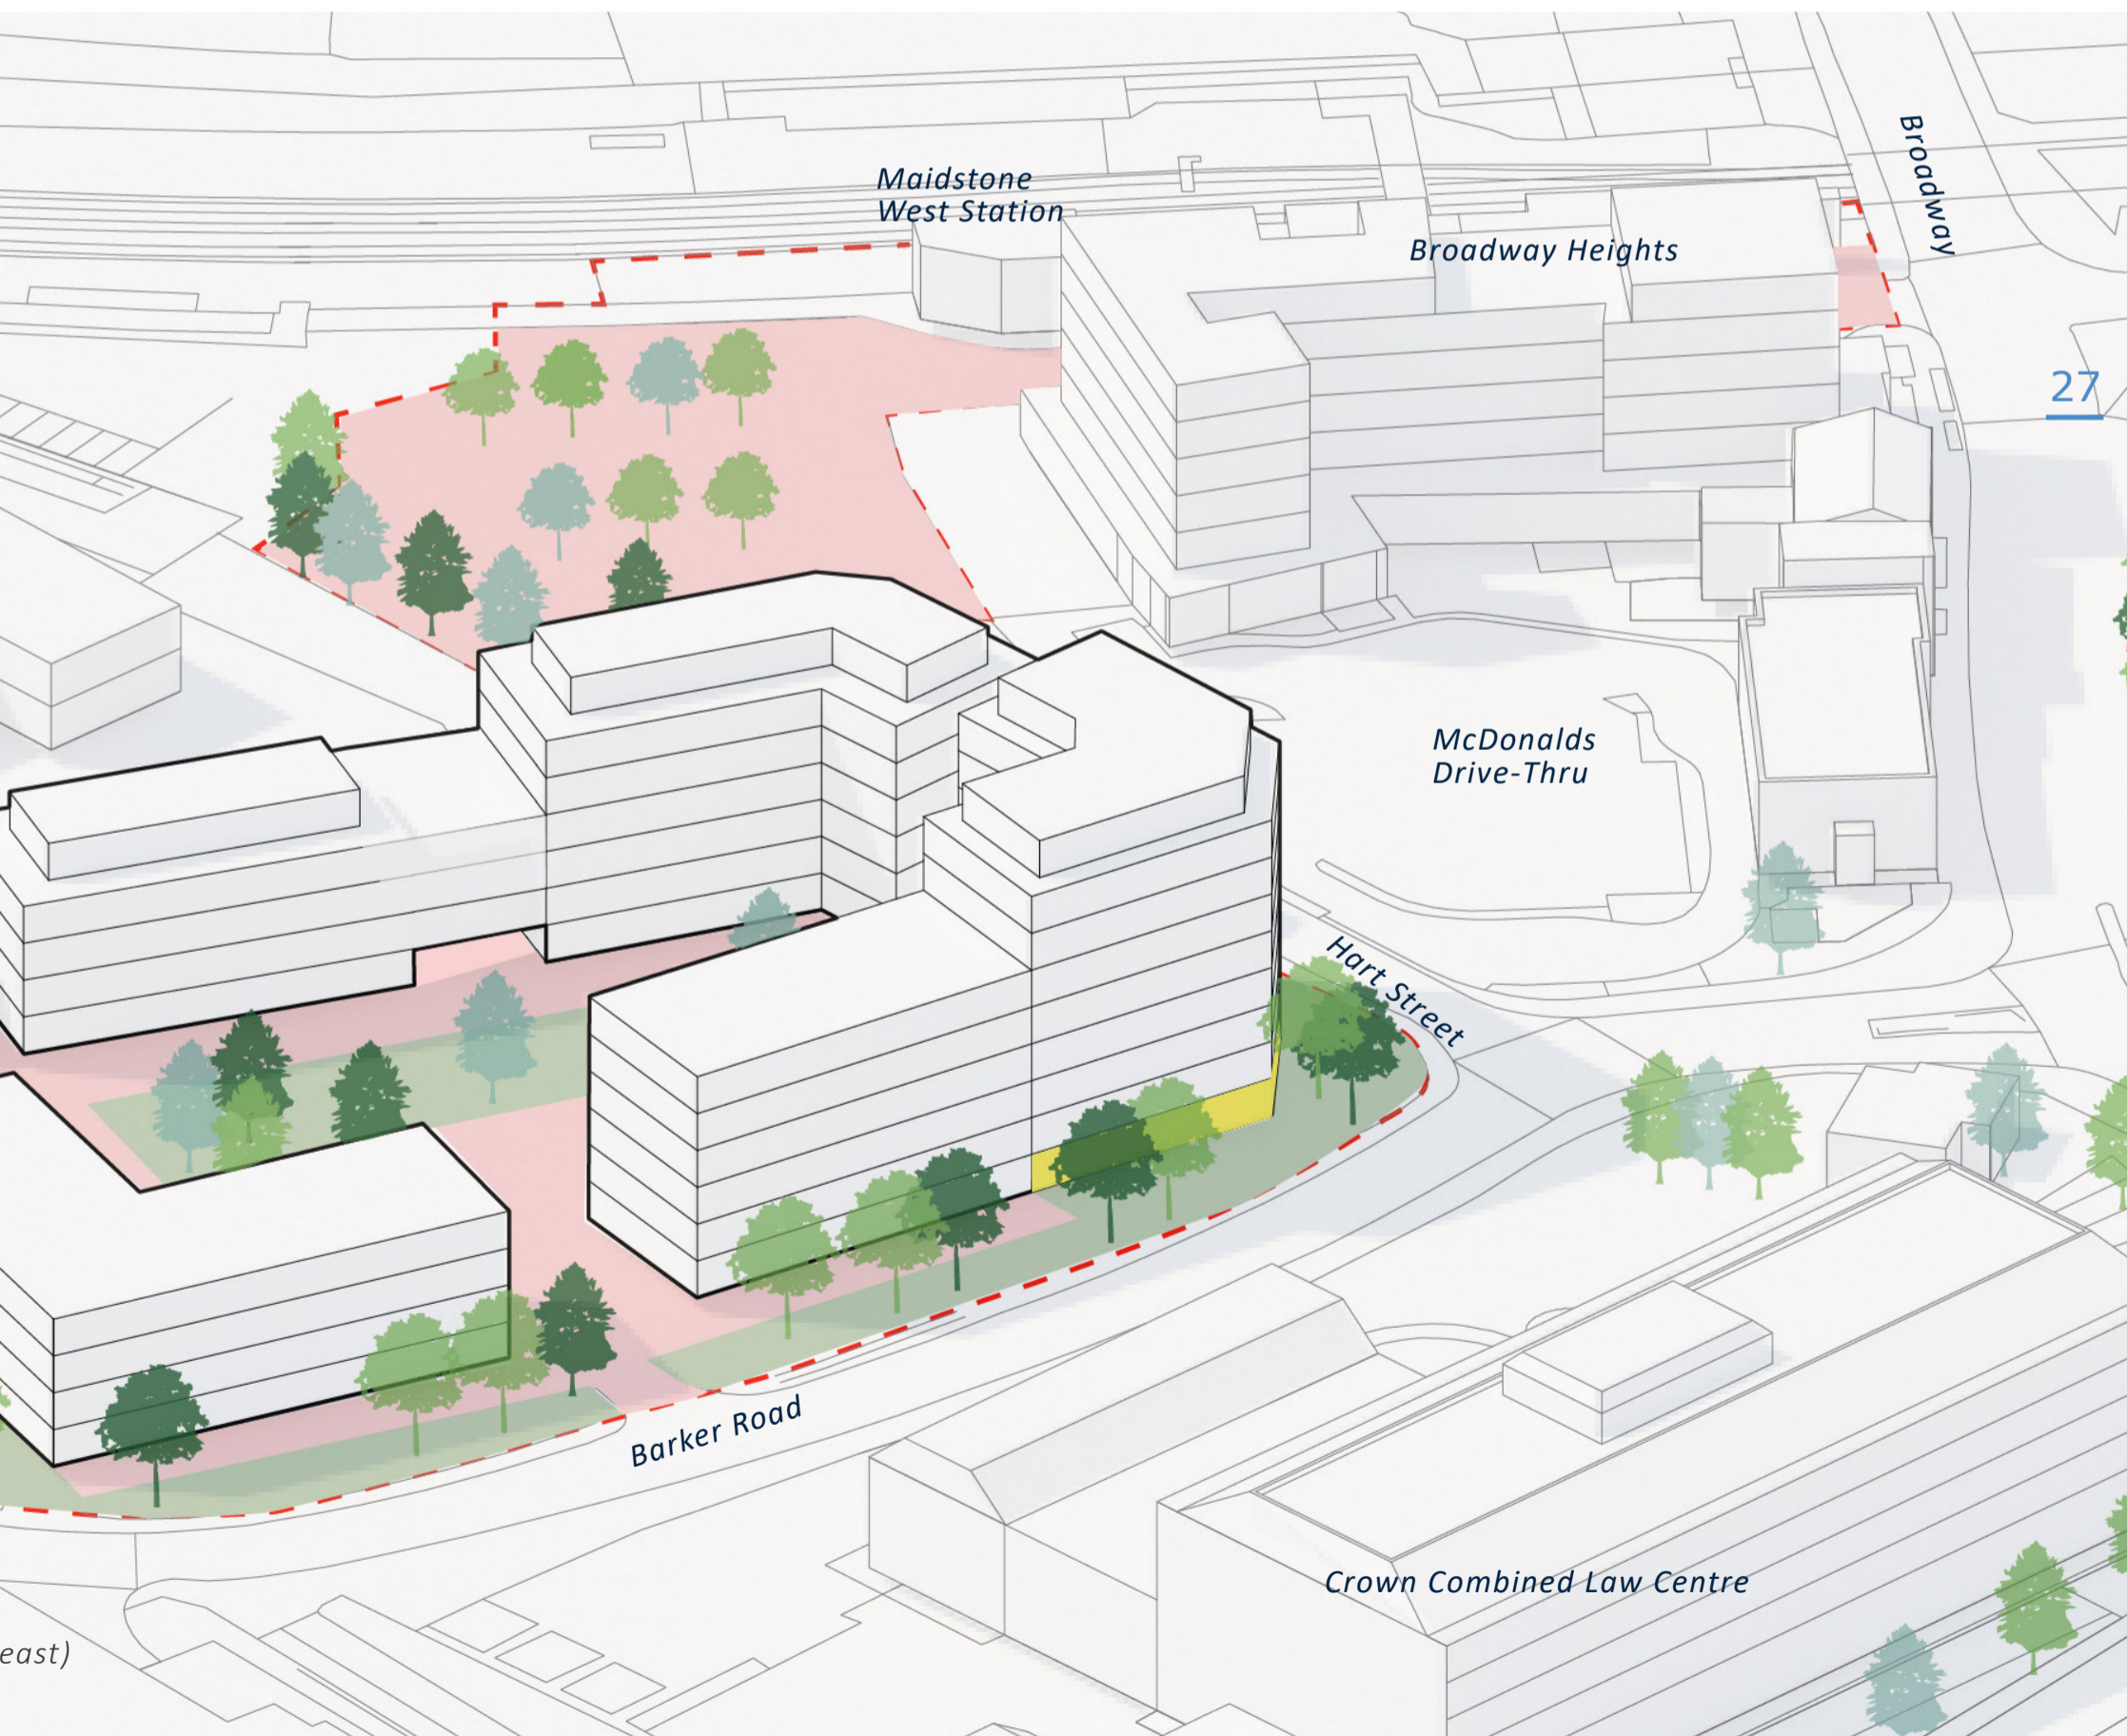 Broadway
Maidstone
West Station
Broadway Heights
27
McDonalds
Drive-Thru
Hart Street
Barker Road
Crown Combined Law Centre
east)